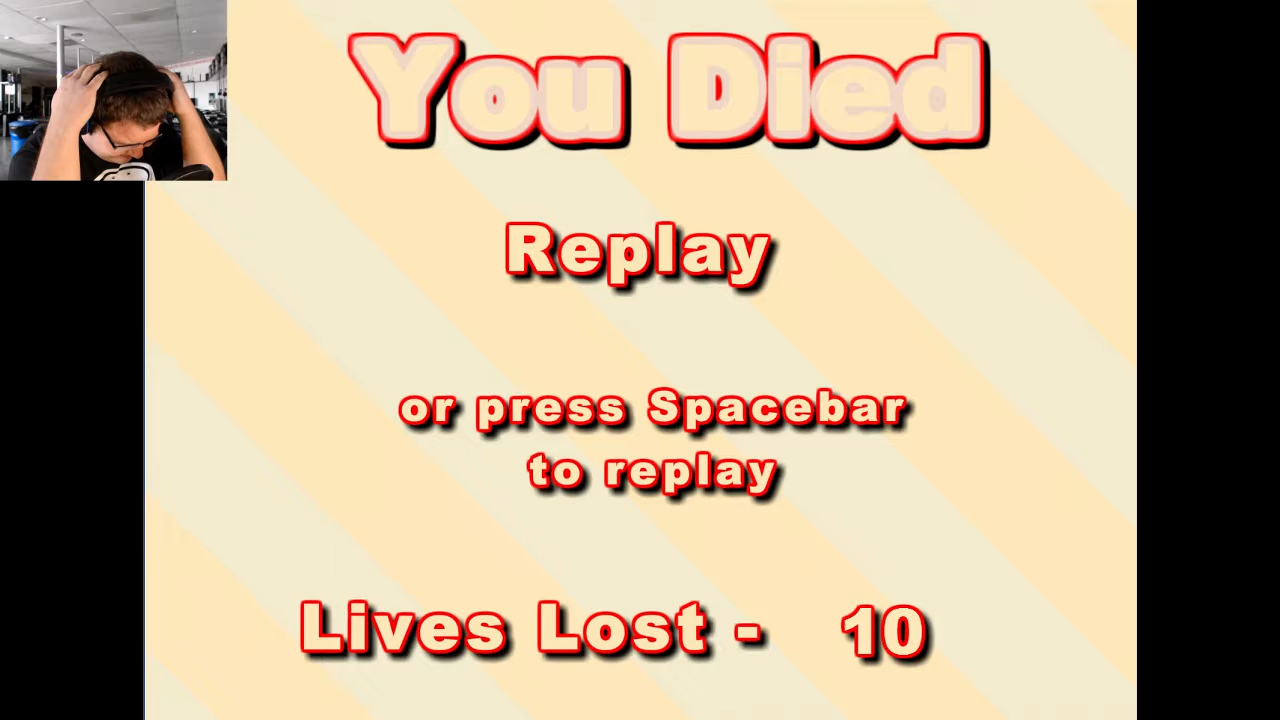 You Died
Replay
or press Spacebar
to replay
Lives Lost - 10